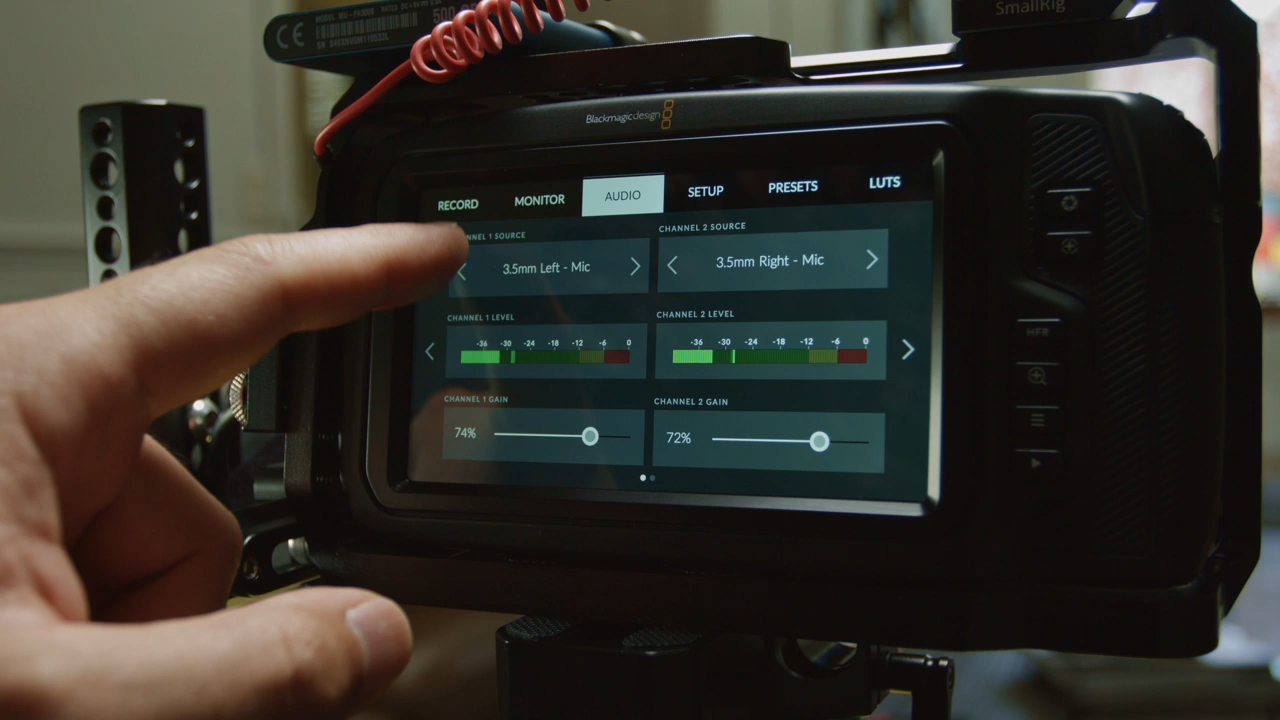 SmallRig
500 G
Blackmagicdesign
RECORD MONITOR AUDIO SETUP PRESETS LUTS
NEL 1 SOURCE CHANNEL 2 SOURCE
3.5mm Left - Mic 3.5mm Right - Mic
CHANNEL 1 LEVEL CHANNEL 2 LEVEL
-36 -30 -24 -18 -12 -6 0 -36 -30 -24 -18 -12 -6 0
CHANNEL 1 GAIN CHANNEL 2 GAIN
74% 72%
HFR